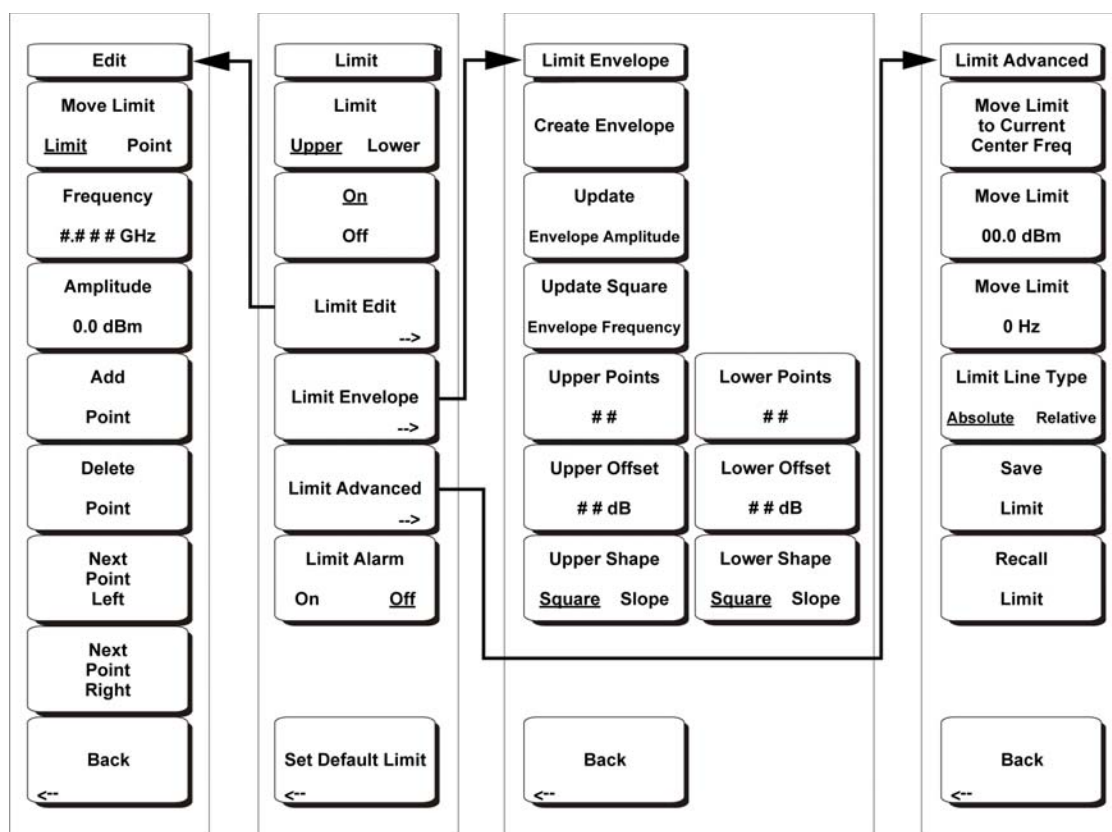 Edit
Move Limit
Limit Point
Frequency
#.# # # GHz
Amplitude
0.0 dBm
Add
Point
Delete
Point
Next
Point
Left
Next
Point
Right
Back
<--
Limit
Limit
Upper Lower
On
Off
Limit Edit
-->
Limit Envelope
-->
Limit Advanced
-->
Limit Alarm
On Off
Set Default Limit
<--
Limit Envelope
Create Envelope
Update
Envelope Amplitude
Update Square
Envelope Frequency
Upper Points
# #
Lower Points
# #
Upper Offset
# # dB
Lower Offset
# # dB
Upper Shape
Square Slope
Lower Shape
Square Slope
Back
<--
Limit Advanced
Move Limit
to Current
Center Freq
Move Limit
00.0 dBm
Move Limit
0 Hz
Limit Line Type
Absolute Relative
Save
Limit
Recall
Limit
Back
<--